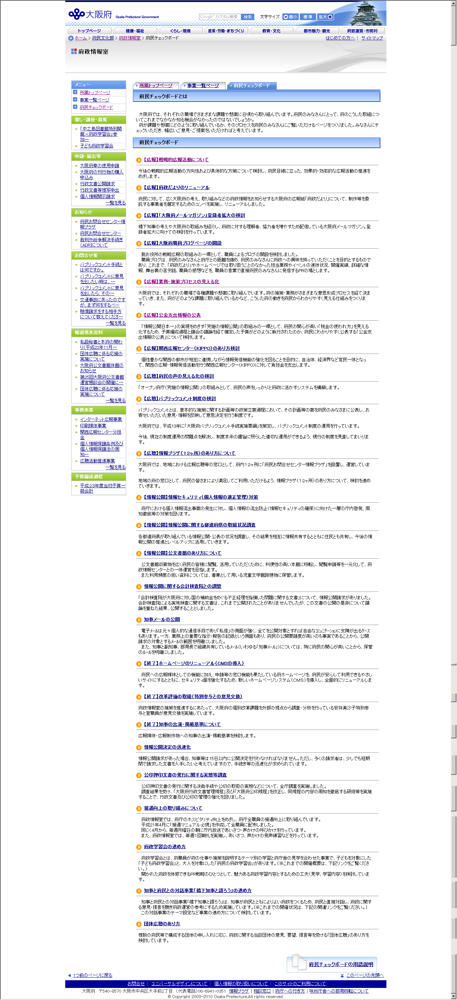 大阪府 Osaka Prefectural Government
Google™カスタム検索 検索 文字サイズ 縮小 標準 拡大
トップページ 健康・福祉 くらし・環境 産業・労働・まちづくり 教育・文化 都市魅力・観光 府政運営・市町村
ホーム > 府民文化部 > 府政情報室 > 府民チェックボード はじめての方へ | サイトマップ
府政情報室
メニュー
所属トップページ
事業一覧ページ
府民チェックボード
催し・講座・募集
「中之島図書館特別開
館×府政学習会」参
加…
子ども府政学習会
申請・届出等
大阪府章の使用申請
大阪府の刊行物の購入
申込み
行政文書公開請求
行政文書等複写申出
個人情報開示請求
一覧を見る
お知らせ
府民お問合せセンター情
報プラザ
府民お問合せセンター
裁判外紛争解決手続き
（ADR)について
お問合せ集
パブリックコメント手続と
は何ですか。
パブリックコメントに意見
を出したい時は、…
パブリックコメントに意見
を出したら、その…
交通事故にあったのです
が、まず何をするべ…
賠償請求をする相手方
について教えてくださ…
一覧を見る
報道発表資料
私設秘書と本府の関わ
り（平成22年11月…
団体広聴に係る応接の
実施について
大阪府公文書館休館の
お知らせ
第25回大阪府公文書館
運営懇談会の開催に…
団体広聴に係る応接の
実施について
一覧を見る
事務事業
インターネット広報事業
印刷媒体事業
関西広報センター分担
金
個人情報保護条例及び
個人情報保護法の周
知…
広聴活動推進事業
一覧を見る
予算編成過程
平成２３年度当初予算一
般会計
所属トップページ 事業一覧ページ 府民チェックボード
府民チェックボードとは
大阪府では、それぞれの職場でさまざまな課題や懸案に日頃から取り組んでいます。府民のみなさんにとって、府のこうした取組につ
いてこれまでなかなか知る機会がなかったのではないでしょうか。
府が課題や懸案にどのように取り組んでいるか、そのプロセスを府民のみなさんにご覧いただけるページをつくりました。みなさんにチ
ェックいただき、幅広いご意見・ご提案をいただければと考えています。
府民チェックボード
【広報】戦略的広報活動について
今後の戦略的広報活動の方向性および具体的な方策について検討し、府民目線に立った、効果的・効率的な広報活動の推進を
めざします。
【広報】府政だよりのリニューアル
府民に対して、広く大阪府の考え、取り組みなどの府政情報をお知らせする大阪府の広報紙「府政だより」について、制作等を委
託する事業者を選定するためのコンペを実施し、リニューアルしました。
【広報】「大阪府メールマガジン」登録者拡大の検討
橋下知事の考えや大阪府の取組みを紹介し、府政に対する理解者、協力者を増やすため配信している大阪府メールマガジン。登
録者拡大に向けての検討を行っています。
【広報】大阪府職員ブログページの開設
脱お役所の戦略広報の取組みの一環として、職員によるブログの開設を検討しました。
職員ブログは、府民のみなさんと府庁との距離を縮め、府民のみなさんに府政への興味を持っていただくことを目的とするもので
あり、これまで、「府政だより」やホームページでは取り扱うことのなかった担当業務やイベントの進捗状況、開催実績、詳細な情
報、舞台裏の苦労話、職員の感想などを、職員の言葉で直接府民のみなさんに発信するPRの場とします。
【広報】業務・施策プロセスの見える化
大阪府では、それぞれの職場で各種課題や懸案に取り組んでいます。府の施策・業務がさまざまな意思形成プロセスを経て決ま
っていき、また、府がどのような課題に取り組んでいるかなど、こうした府の動きを府民からわかりやすく見える仕組みをつくりま
す。
【広報】公金支出情報の公表
「情報公開日本一」の実現をめざす「究極の情報公開」の取組みの一環として、府民の関心が高い「税金の使われ方」を見える
化するため、予算編成過程と議会の議論を経て確定した予算がどのように執行されたのか、府民にわかりやすく公表する「公金支
出情報の公表」について検討します。
【広報】関西広報センター（KIPPO）のあり方検討
個性豊かな関西の都市が相互に連携しながら情報発信機能の強化を図ることを目的に、自治体、経済界など官民一体となっ
て、関西の広報・情報発信活動を行う関西広報センター（KIPPO）に対して負担金を支出します。
【広聴】府民の声の見える化の検討
「オープン府庁（究極の情報公開）」の取組みとして、府民の声をしっかりと府政に活かすシステムを構築します。
【広聴】パブリックコメント制度の検討
パブリックコメントとは、基本的な施策に関する計画等の政策立案過程において、その計画等の案を府民のみなさまに公表し、お
寄せいただいた意見・情報を反映して意思決定を行う制度です。
大阪府では、平成13年に「大阪府パブリックコメント手続実施要綱」を策定し、パブリックコメント制度の運用を行っています。
今後、現在の制度運用の問題点を解決し、制度本来の趣旨に照らした適切な運用ができるよう、現行の制度を見直してまいりま
す。
【広聴】情報プラザ（１２ヶ所）のあり方について
大阪府では、地域における広報広聴等の窓口として、府内１２ヶ所に「府民お問合せセンター情報プラザ」を設置し、運営していま
す。
地域の府の窓口として、府民の皆さまにより満足してご利用いただけるよう、情報プラザ（１２ヶ所）のあり方について、検討を進め
ていきます。
【情報公開】情報セキュリティ（個人情報の適正管理）対策
府庁における個人情報流出事案の発生に対し、個人情報の流出防止（情報セキュリティの確保）に向けた一層の庁内啓発、周
知徹底等の対策を図ります。
【情報公開】情報公開に関する都道府県の取組状況調査
各都道府県が取り組んでいる情報公開・公表の状況を調査し、その結果を相互に情報共有するとともに住民とも共有し、今後の情
報公開の推進とレベルアップに活用していきます。
【情報公開】公文書館のあり方について
公文書館収蔵物を広く府民の皆様に閲覧、活用していただくために、利便性の高い本館に移転し、閲覧申請等を一元化して、府
政情報センターとの一体運営を目指します。
また利用頻度の低い資料については、書庫として用いる児童文学館跡建物に保管します。
情報公開に関する会計検査院との調整
「会計検査院が大阪府に対し国の補助金をめぐる不正経理を指摘した問題に関する文書」について、情報公開請求がありました。
会計検査院による実地検査に関する文書は、これまで公開されたことがありませんでしたが、この文書の公開の是非について議
論を重ねた結果、公開することとしました。
知事メールの公開
電子ﾒｰﾙは元々個人的な通信手段であり「私信」の側面が強く、全てを公開対象とすれば自由なｺﾐｭﾆｹｰｼｮﾝに支障が出るｹｰｽ
もあります。一方、業務上の重要な指示・報告の記録という側面もあり、府民の公開要請度が高いのも事実であることから、公開
請求の対象とするﾒｰﾙの範囲を明確にしました。
また、知事と副知事、部局長で組織共有しているﾒｰﾙ（いわゆる「知事ﾒｰﾙ」）については、特に府民の関心が高いことから、保管
のﾙｰﾙを明確にしました。
【終了】ホームページのリニューアル（CMSの導入）
府民への広報媒体としての機能に加え、申請等の窓口機能も果たしている府ホームページを、府民が安心して利用できるやさし
いサイトにするとともに、セキュリティ面を強化するため、新しいホームページシステム（CMS）を導入し、全面的にリニューアルしま
す。
【終了】改革評価の取組（特別参与との意見交換）
府政情報室の施策を推進するにあたって、大阪府の個別改革課題を外部の視点から調査・分析を行っている安井美沙子特別参
与と室職員が意見交換を実施しています。
【終了】知事の出演・掲載基準について
広報媒体・広報制作物への知事の出演・掲載基準を検討します。
情報公開決定の迅速化
情報公開請求があった場合、知事等は15日以内に公開決定を行わなければなりません。ただし、多くの請求者は、少しでも短期
間で請求した文書を入手したいと考えていますので、手続き等の迅速化が求められています。
公印押印文書の発行に関する実態等調査
公印押印文書の発行に関する決裁手続や公印の取扱の実態などについて、全庁調査を実施しました。
調査結果を受け、「大阪府行政文書管理規程」及び「大阪府公印規程」を改正し、同規程の内容の周知を徹底する研修等を実施
することで、行政文書及び公印の管理の強化を図りました。
接遇向上の取り組みについて
府政情報室では、府庁のホスピタリティ向上をめざし、府庁全職員の接遇向上に取り組んでいます。
平成21年4月に「接遇マニュアル必携」を作成して全職員に配布しました。
同じく4月から、毎週月曜日の朝に庁内放送であいさつ・声かけの呼びかけを行っています。
また、府政情報室では、毎週1回朝礼を実施し、あいさつ、声かけの発声練習などを行っています。
府政学習会の進め方
府政学習会とは、府職員が府の仕事や施策を説明するテーマ別の学習と府庁舎の見学を合わせた事業で、子どもを対象にした
「子ども府政学習会」と、大人を対象にした「府民の府政学習会」があります。（※これまでの開催概要は、下記リンクをご覧くださ
い。）
開かれた府政を体感できるPR戦略のひとつとして、魅力ある府政学習内容とするための工夫（見学、学習内容）を検討していま
す。
知事と府民との対話事業「橋下知事と語ろう」の進め方
知事と府民との対話事業「橋下知事と語ろう」は、知事が府民とともによりよい府政をつくるため、府民と直接対話し、府政に関す
る意見・提言を聴き府政運営の参考にするため実施しています。（※これまでの開催状況は、下記の関連リンクをご覧ください。）
この対話事業のテーマ設定など事業の進め方について検討しています。
団体広聴のあり方
複数の府民等で構成する団体の申し入れに応じ、府政に関する当該団体の意見、要望、提言等を受ける「団体広聴」のあり方を
検討しています。
府民チェックボードの用語説明
1つ前のページに戻る このページの先頭へ
お問合せ | ユニバーサルデザインについて | 個人情報の取り扱いについて | このサイトのご利用について
大阪府 〒540-8570 大阪市中央区大手前2丁目 （代表電話）06-6941-0351 情報プラザ | 相談窓口 | 府庁への行き方 | 咲州庁舎への部局移転について
© Copyright 2003-2010 Osaka Prefecture,All rights reserved.